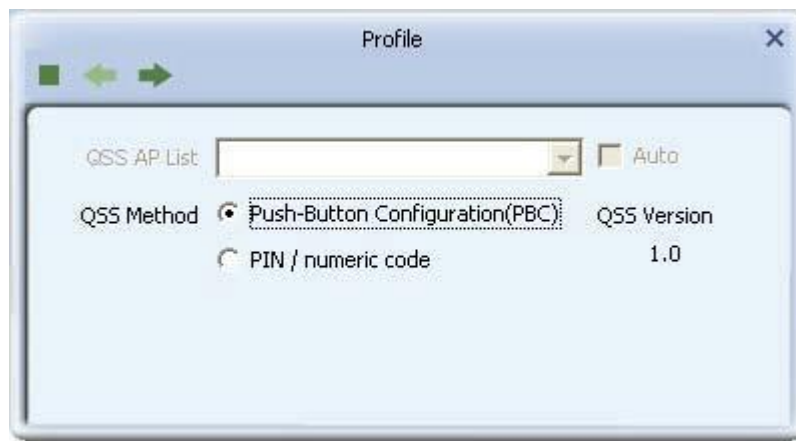 Profile
QSS AP List Auto
QSS Method Push-Button Configuration(PBC) QSS Version
PIN / numeric code 1.0